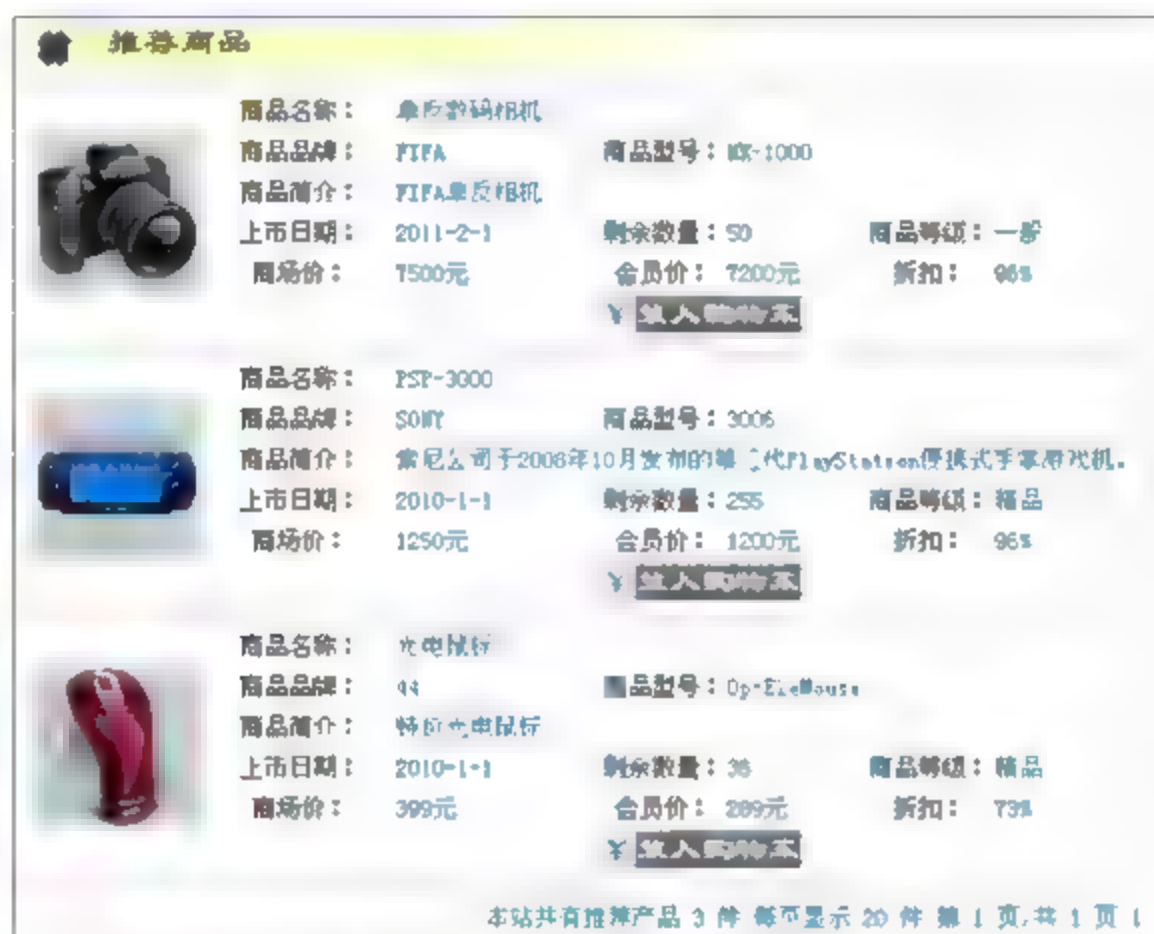 推荐商品
商品名称： 单反数码相机
商品品牌： FIFA 商品型号：MX-1000
商品简介： FIFA单反相机
上市日期： 2011-2-1 剩余数量：50 商品等级：一般
商场价： 7500元 会员价： 7200元 折扣： 96%
¥ 放入购物车
商品名称： PSP-3000
商品品牌： SONY 商品型号：3006
商品简介： 索尼公司于2006年10月发布的第三代PlayStation便携式手掌游戏机。
上市日期： 2010-1-1 剩余数量：255 商品等级：精品
商场价： 1250元 会员价： 1200元 折扣： 96%
¥ 放入购物车
商品名称： 光电鼠标
商品品牌： 商品型号：Op-EleMouse
商品简介： 特价光电鼠标
上市日期： 2010-1-1 剩余数量：36 商品等级：精品
商场价： 399元 会员价： 289元 折扣： 73%
¥ 放入购物车
本站共有推荐产品 3 件 每页显示 20 件 第 1 页,共 1 页 1